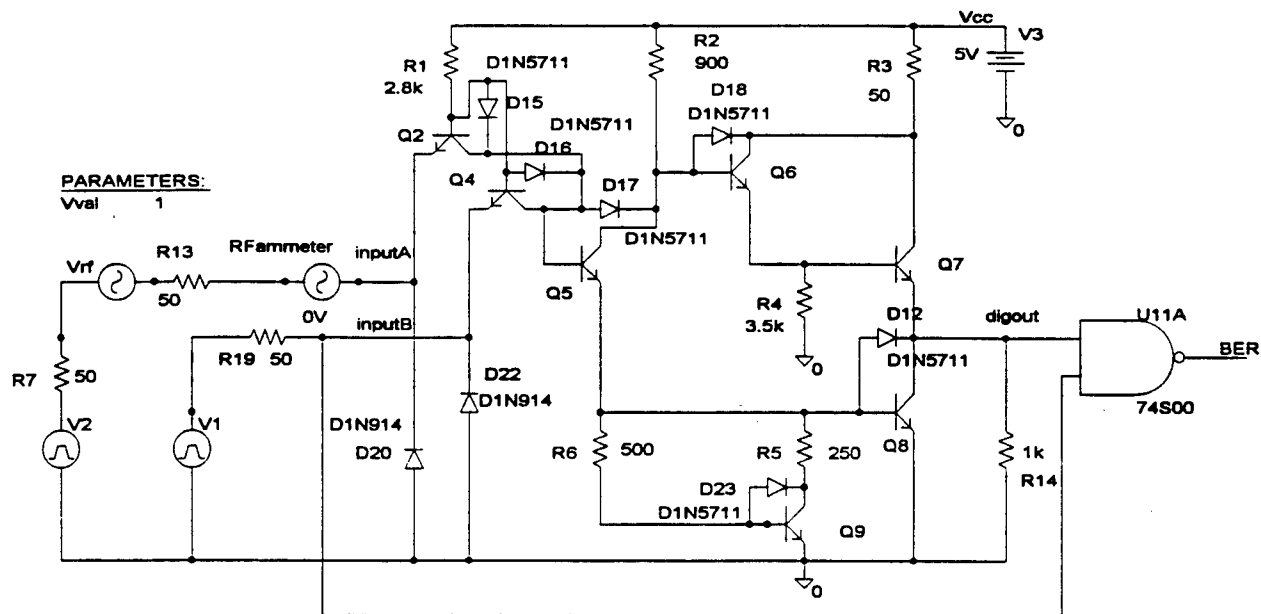 Vcc
V3
5V
0
R1
2.8k
D1N5711
D15
R2
900
R3
50
D18
D1N5711
D1N5711
Q2
D16
Q4
D17
D1N5711
Q6
PARAMETERS:
Vval 1
Vrf
R13
50
RFammeter
0V
inputA
Q5
Q7
R4
3.5k
0
D12
D1N5711
digout
U11A
BER
74S00
inputB
R19 50
R7
50
V2
V1
D22
D1N914
D1N914
D20
R6
500
R5
250
Q8
1k
R14
D23
D1N5711
Q9
0